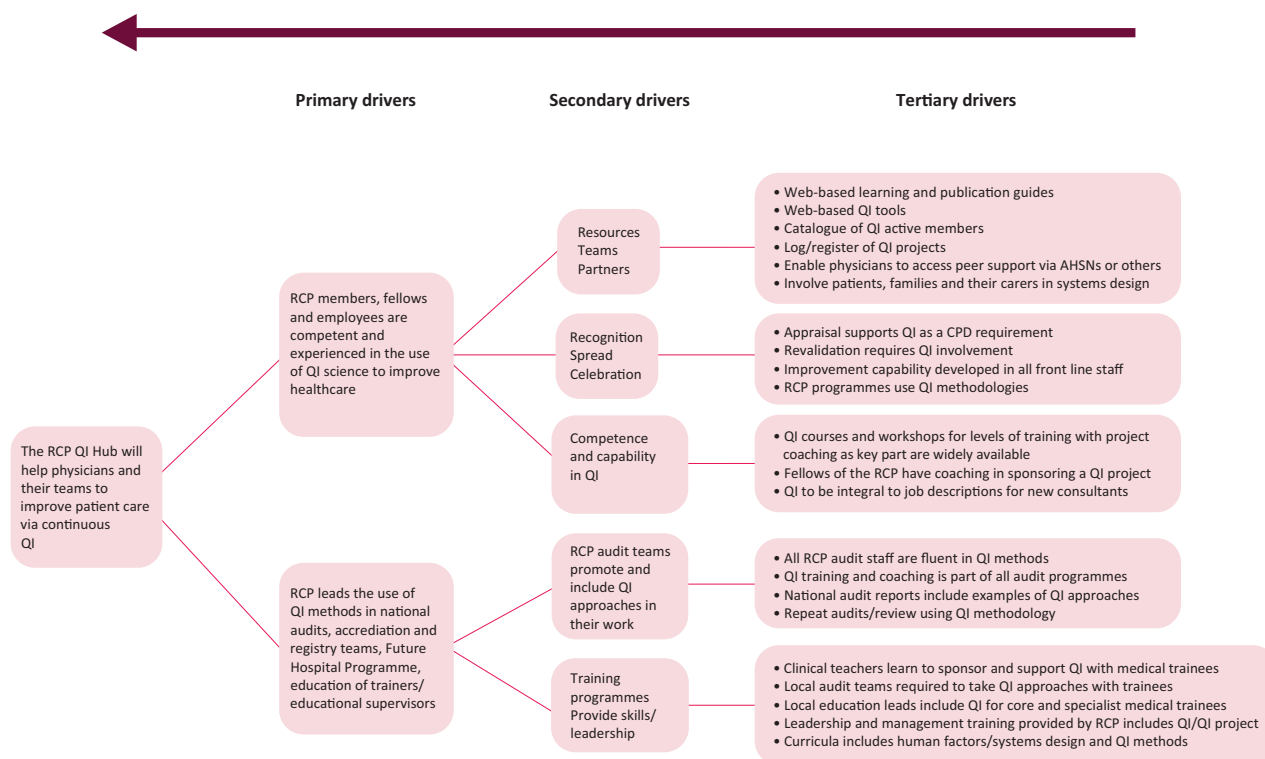 Primary drivers
Secondary drivers
Tertiary drivers
The RCP QI Hub will
help physicians and
their teams to
improve patient care
via continuous
QI
RCP members, fellows
and employees are
competent and
experienced in the use
of QI science to improve
healthcare
RCP leads the use of
QI methods in national
audits, accrediation and
registry teams, Future
Hospital Programme,
education of trainers/
educational supervisors
Resources
Teams
Partners
Recognition
Spread
Celebration
Competence
and capability
in QI
RCP audit teams
promote and
include QI
approaches in
their work
Training
programmes
Provide skills/
leadership
• Web-based learning and publication guides
• Web-based QI tools
• Catalogue of QI active members
• Log/register of QI projects
• Enable physicians to access peer support via AHSNs or others
• Involve patients, families and their carers in systems design
• Appraisal supports QI as a CPD requirement
• Revalidation requires QI involvement
• Improvement capability developed in all front line staff
• RCP programmes use QI methodologies
• QI courses and workshops for levels of training with project
coaching as key part are widely available
• Fellows of the RCP have coaching in sponsoring a QI project
• QI to be integral to job descriptions for new consultants
• All RCP audit staff are fluent in QI methods
• QI training and coaching is part of all audit programmes
• National audit reports include examples of QI approaches
• Repeat audits/review using QI methodology
• Clinical teachers learn to sponsor and support QI with medical trainees
• Local audit teams required to take QI approaches with trainees
• Local education leads include QI for core and specialist medical trainees
• Leadership and management training provided by RCP includes QI/QI project
• Curricula includes human factors/systems design and QI methods